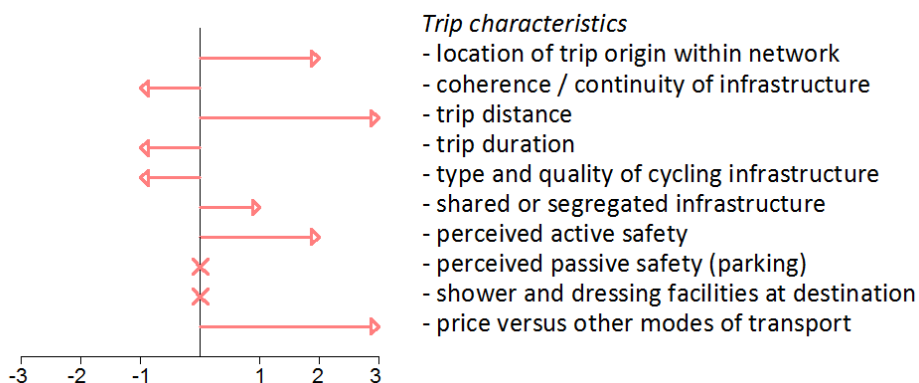 Trip characteristics
- location of trip origin within network
- coherence / continuity of infrastructure
- trip distance
- trip duration
- type and quality of cycling infrastructure
- shared or segregated infrastructure
- perceived active safety
- perceived passive safety (parking)
- shower and dressing facilities at destination
- price versus other modes of transport
-3 -2 -1 1 2 3